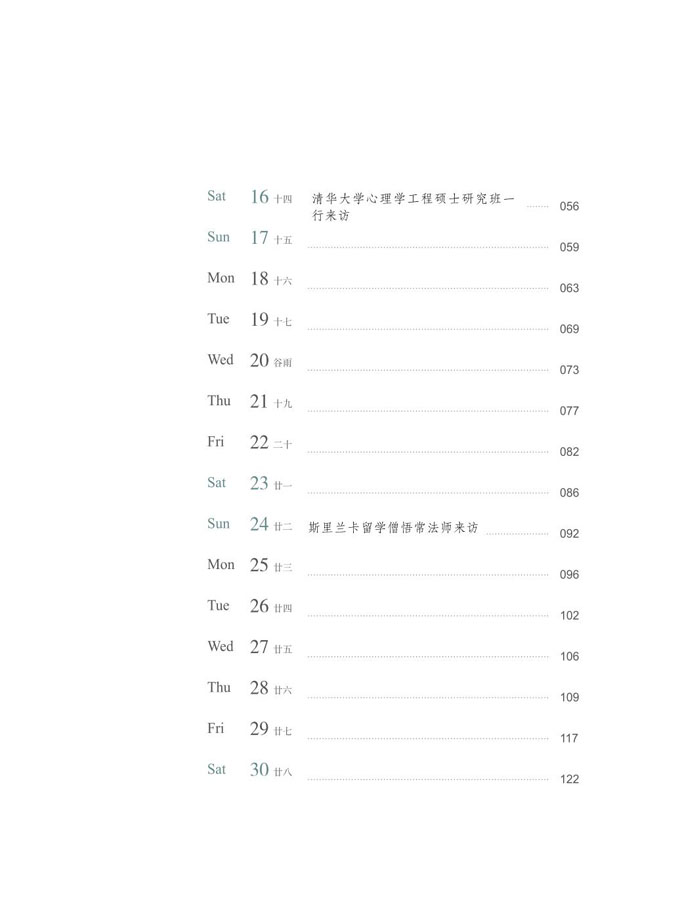 Sat 16 十四 清华大学心理学工程硕士研究班一 056
行来访
Sun 17 十五 059
Mon 18 十六 063
Tue 19 十七 069
Wed 20 谷雨 073
Thu 21 十九 077
Fri 22 二十 082
Sat 23 廿一 086
Sun 24 廿二 斯里兰卡留学僧悟常法师来访 092
Mon 25 廿三 096
Tue 26 廿四 102
Wed 27 廿五 106
Thu 28 廿六 109
Fri 29 廿七 117
Sat 30 廿八 122